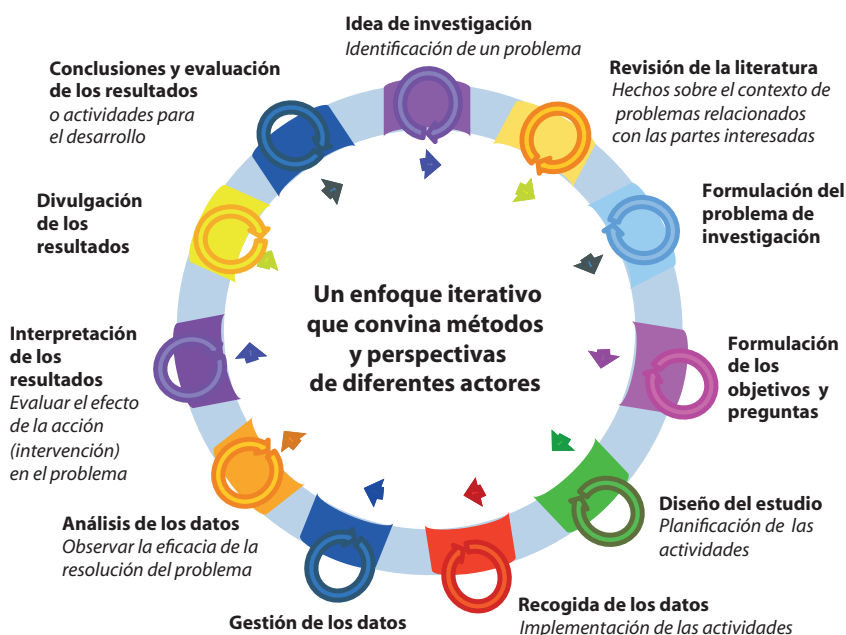 Idea de investigación
Identificación de un problema
Revisión de la literatura
Hechos sobre el contexto de
problemas relacionados
con las partes interesadas
Formulación del
problema de
investigación
Formulación
de los
objetivos y
preguntas
Diseño del estudio
Planificación de las
actividades
Recogida de los datos
Implementación de las actividades
Gestión de los datos
Análisis de los datos
Observar la eficacia de la
resolución del problema
Interpretación
de los
resultados
Evaluar el efecto
de la acción
(intervención)
en el problema
Divulgación
de los
resultados
Conclusiones y evaluación
de los resultados
o actividades para
el desarrollo
Un enfoque iterativo
que convina métodos
y perspectivas
de diferentes actores